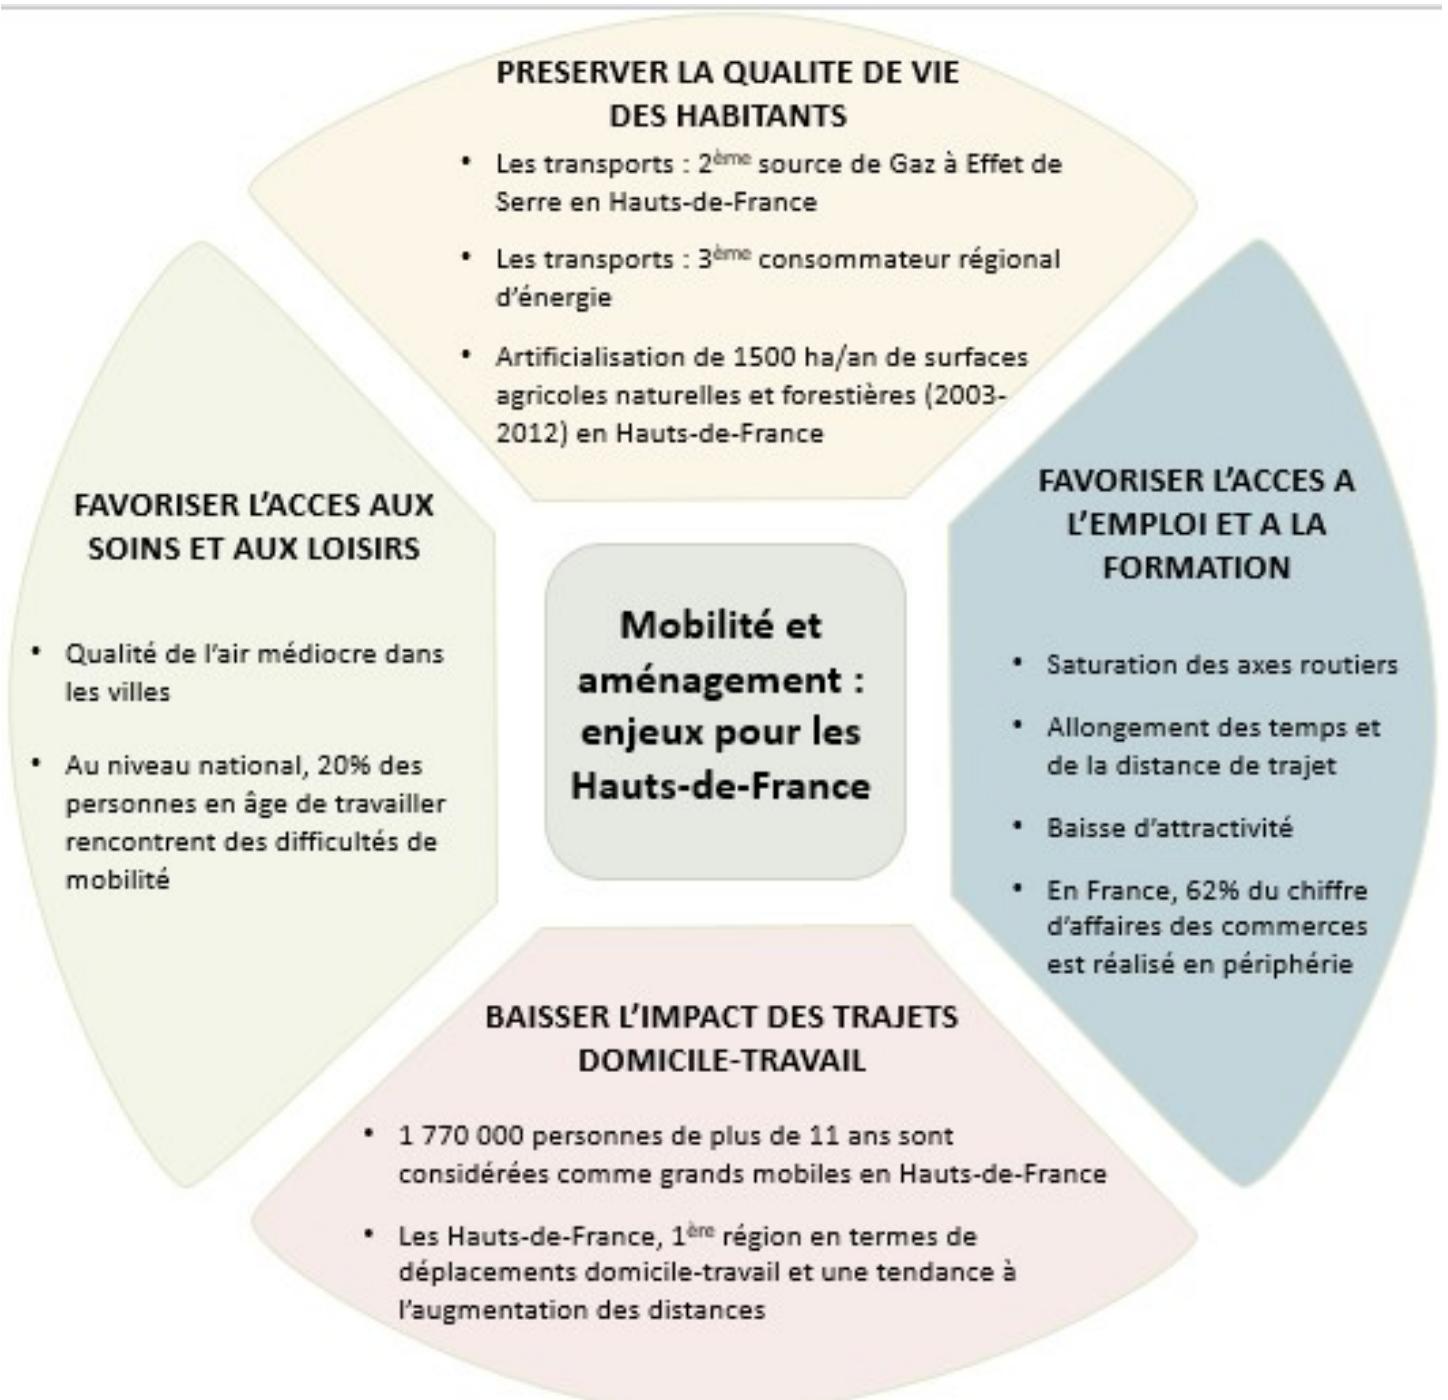 PRESERVER LA QUALITE DE VIE
DES HABITANTS
• Les transports : 2ème source de Gaz à Effet de
Serre en Hauts-de-France
• Les transports : 3ème consommateur régional
d'énergie
• Artificialisation de 1500 ha/an de surfaces
agricoles naturelles et forestières (2003-
2012) en Hauts-de-France
FAVORISER L'ACCES AUX
SOINS ET AUX LOISIRS
• Qualité de l'air médiocre dans
les villes
• Au niveau national, 20% des
personnes en âge de travailler
rencontrent des difficultés de
mobilité
Mobilité et
aménagement :
enjeux pour les
Hauts-de-France
FAVORISER L'ACCES A
L'EMPLOI ET A LA
FORMATION
• Saturation des axes routiers
• Allongement des temps et
de la distance de trajet
• Baisse d'attractivité
• En France, 62% du chiffre
d'affaires des commerces
est réalisé en périphérie
BAISSER L'IMPACT DES TRAJETS
DOMICILE-TRAVAIL
• 1 770 000 personnes de plus de 11 ans sont
considérées comme grands mobiles en Hauts-de-France
• Les Hauts-de-France, 1ère région en termes de
déplacements domicile-travail et une tendance à
l'augmentation des distances